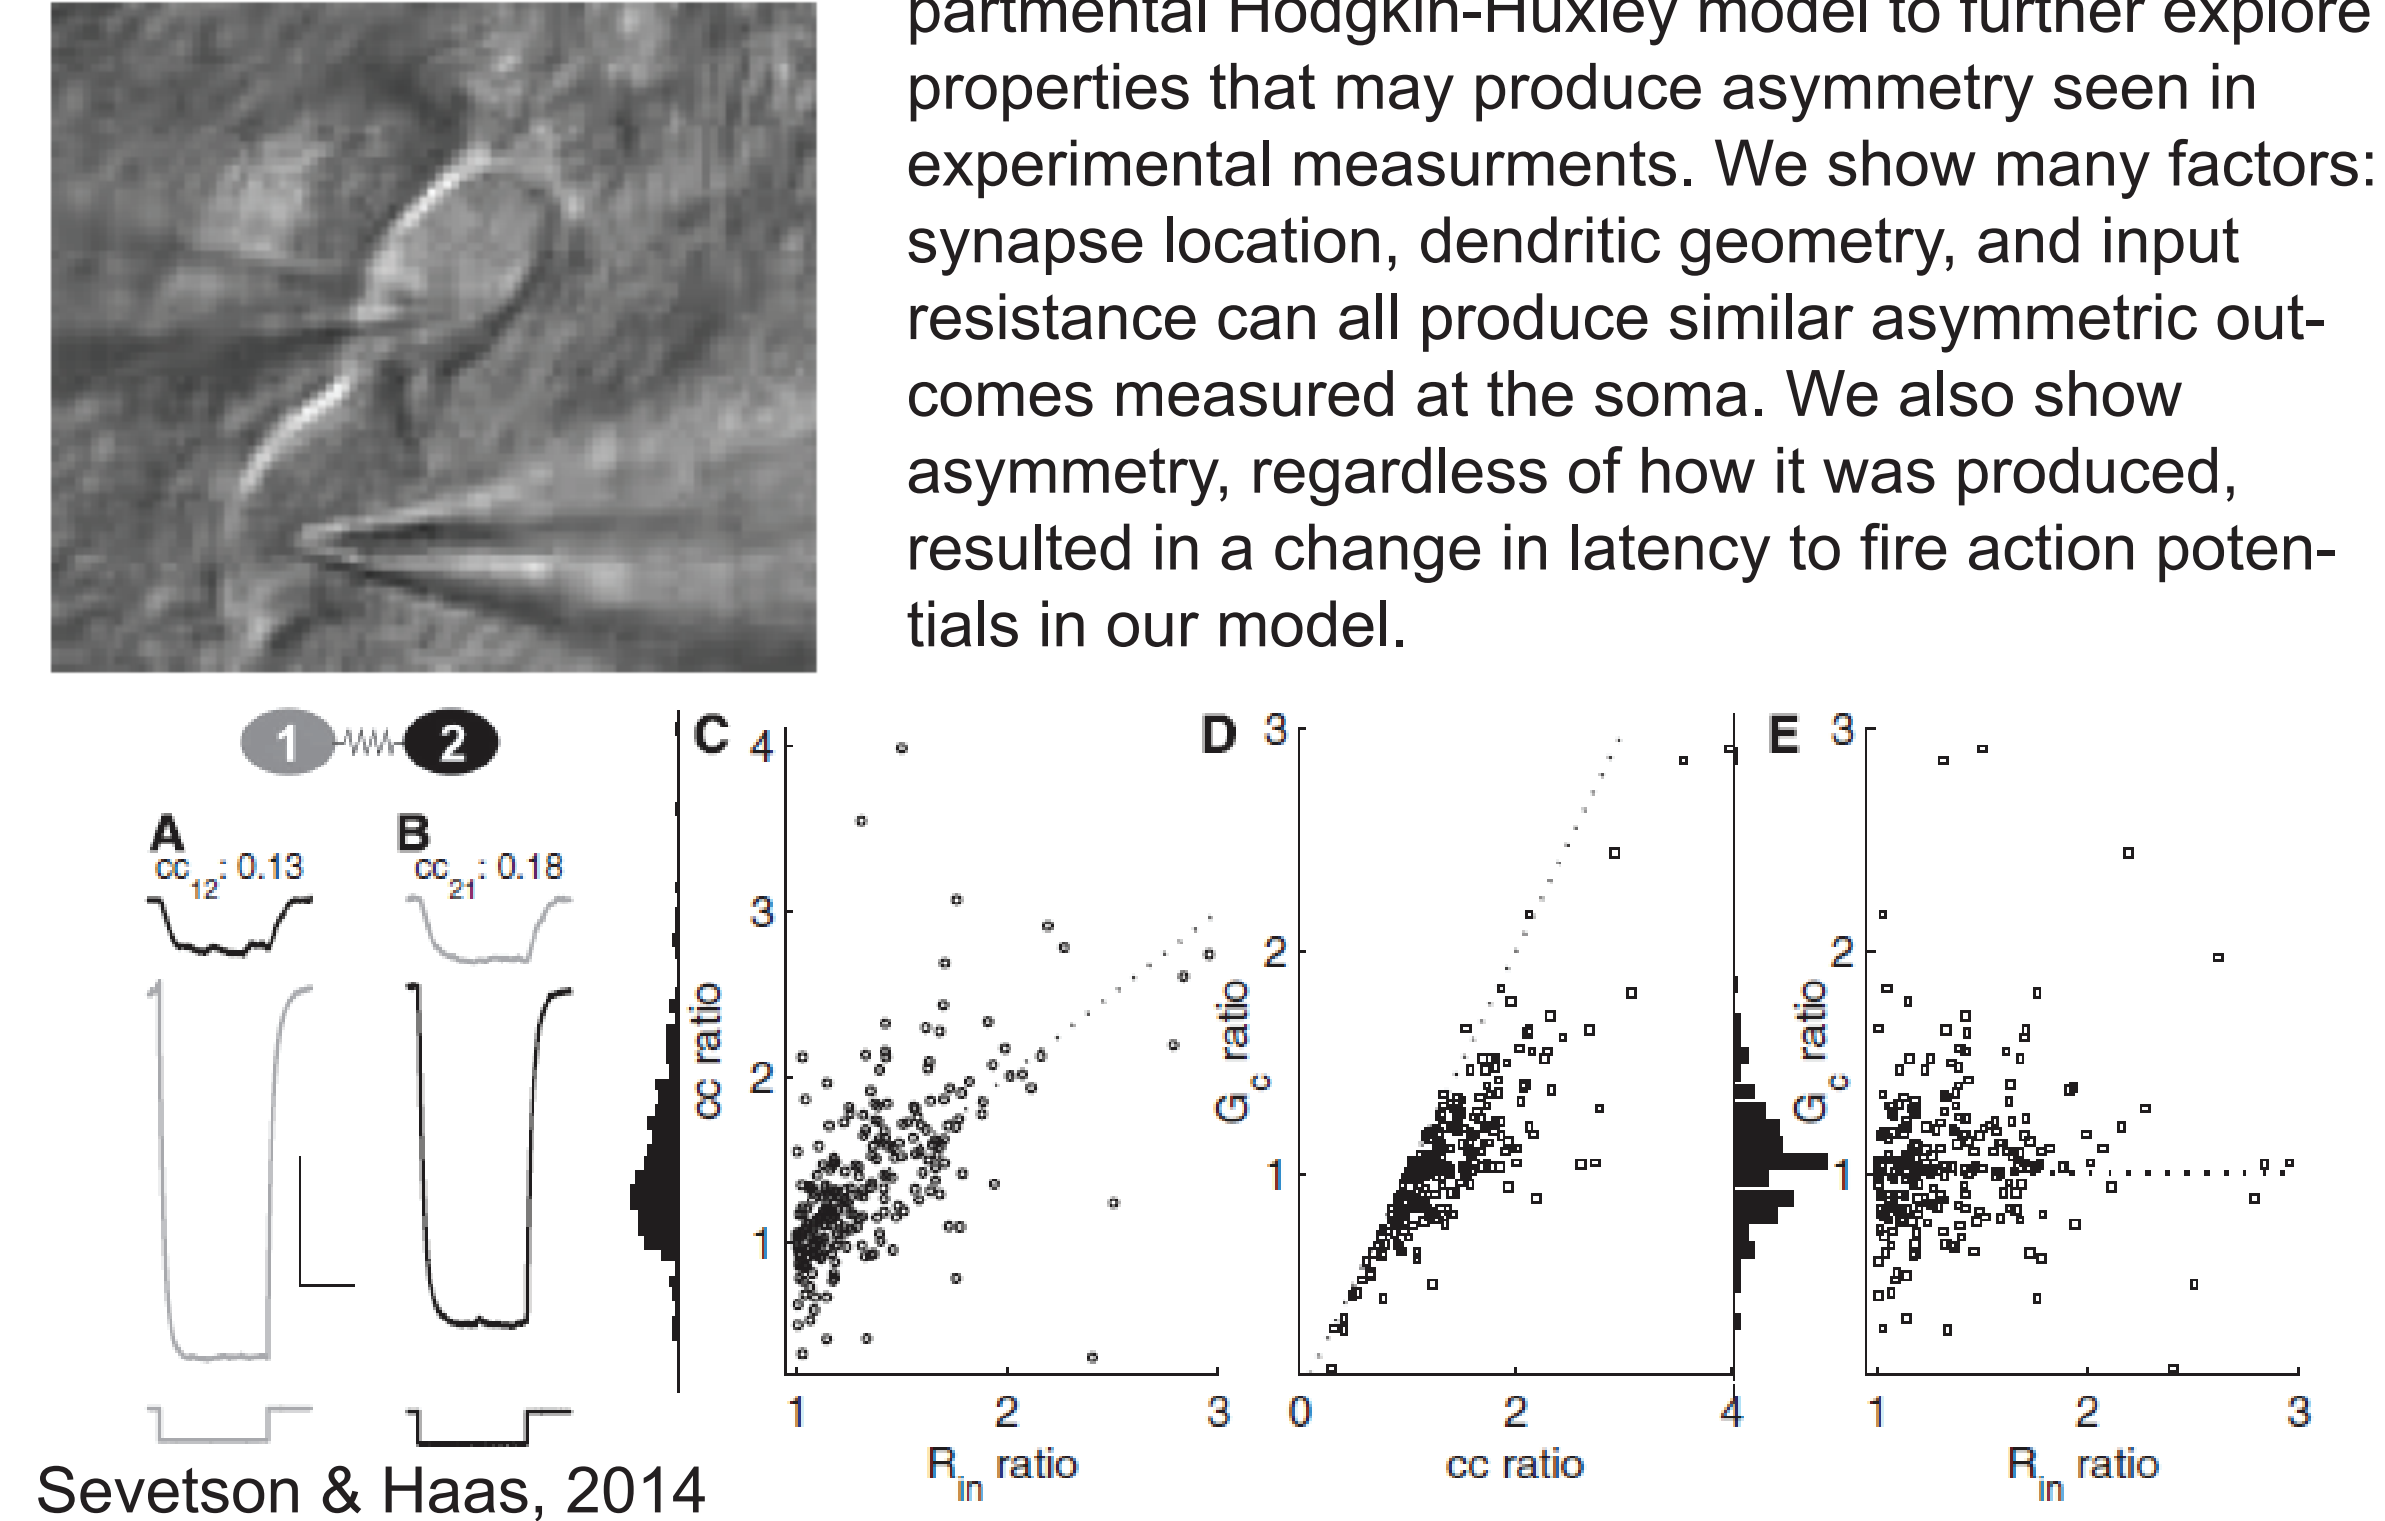 partmental Hodgkin-Huxley model to further explore
properties that may produce asymmetry seen in
experimental measurments. We show many factors:
synapse location, dendritic geometry, and input
resistance can all produce similar asymmetric out-
comes measured at the soma. We also show
asymmetry, regardless of how it was produced,
resulted in a change in latency to fire action poten-
tials in our model.
1 2
A
cc12: 0.13
B
cc21: 0.18
C
cc ratio
4
3
2
1
1 2 3
Rin ratio
D
Gc ratio
3
2
1
0 2 4
cc ratio
E
Gc ratio
3
2
1
1 2 3
Rin ratio
Sevetson & Haas, 2014